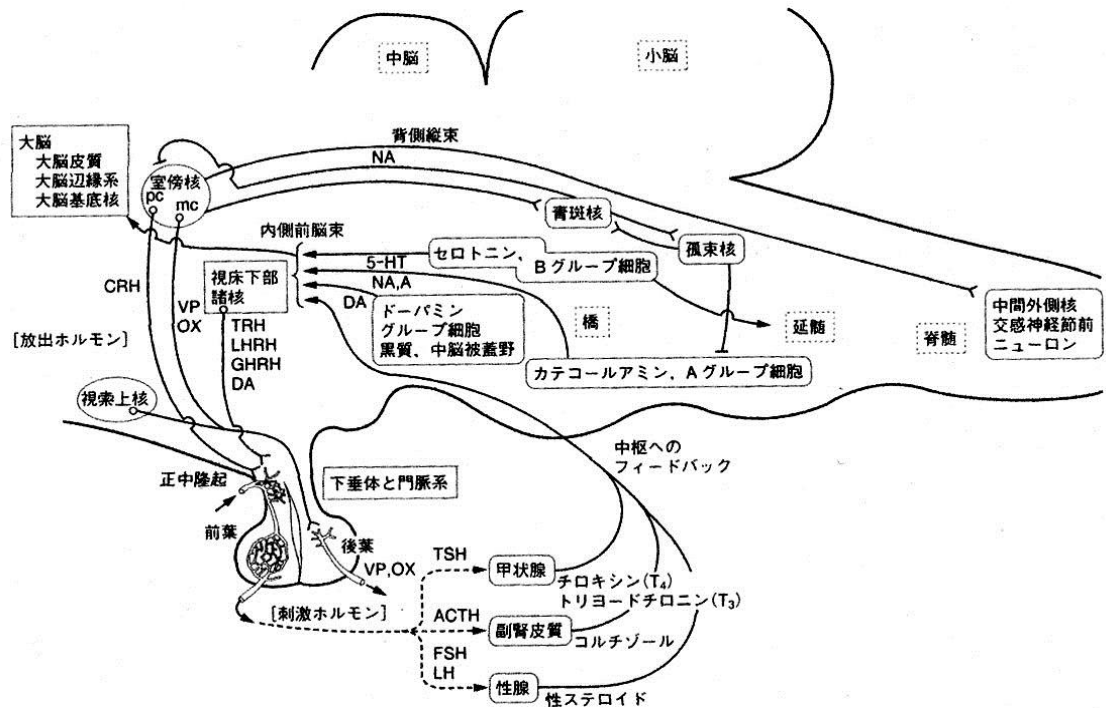 中脳
小脳
大脳
大脳皮質
大脳辺縁系
大脳基底核
背側縦束
NA
室傍核
pc
mc
青斑核
孤束核
内側前脳束
セロトニン、
Bグループ細胞
5-HT
NA,A
DA
CRH
VP
OX
視床下部
諸核
ドーパミン
グループ細胞
黒質、中脳被蓋野
橋
延髄
脊髄
中間外側核
交感神経節前
ニューロン
[放出ホルモン]
TRH
LHRH
GHRH
DA
カテコールアミン、Aグループ細胞
視索上核
中枢への
フィードバック
正中隆起
下垂体と門脈系
前葉
後葉
VP,OX
TSH
甲状腺
チロキシン(T₄)
トリヨードチロニン(T₃)
[刺激ホルモン]
ACTH
副腎皮質
コルチゾール
FSH
LH
性腺
性ステロイド